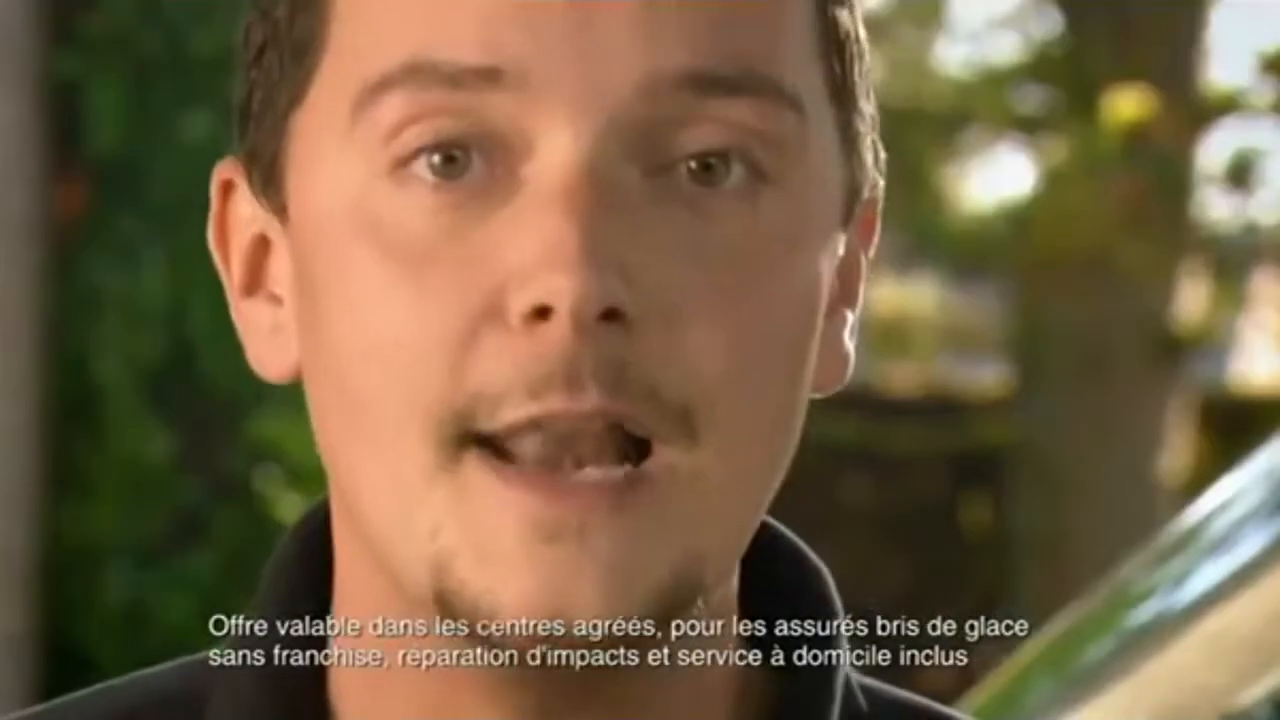 Offre valable dans les centres agréés, pour les assurés bris de glace
sans franchise, réparation d'impacts et service à domicile inclus